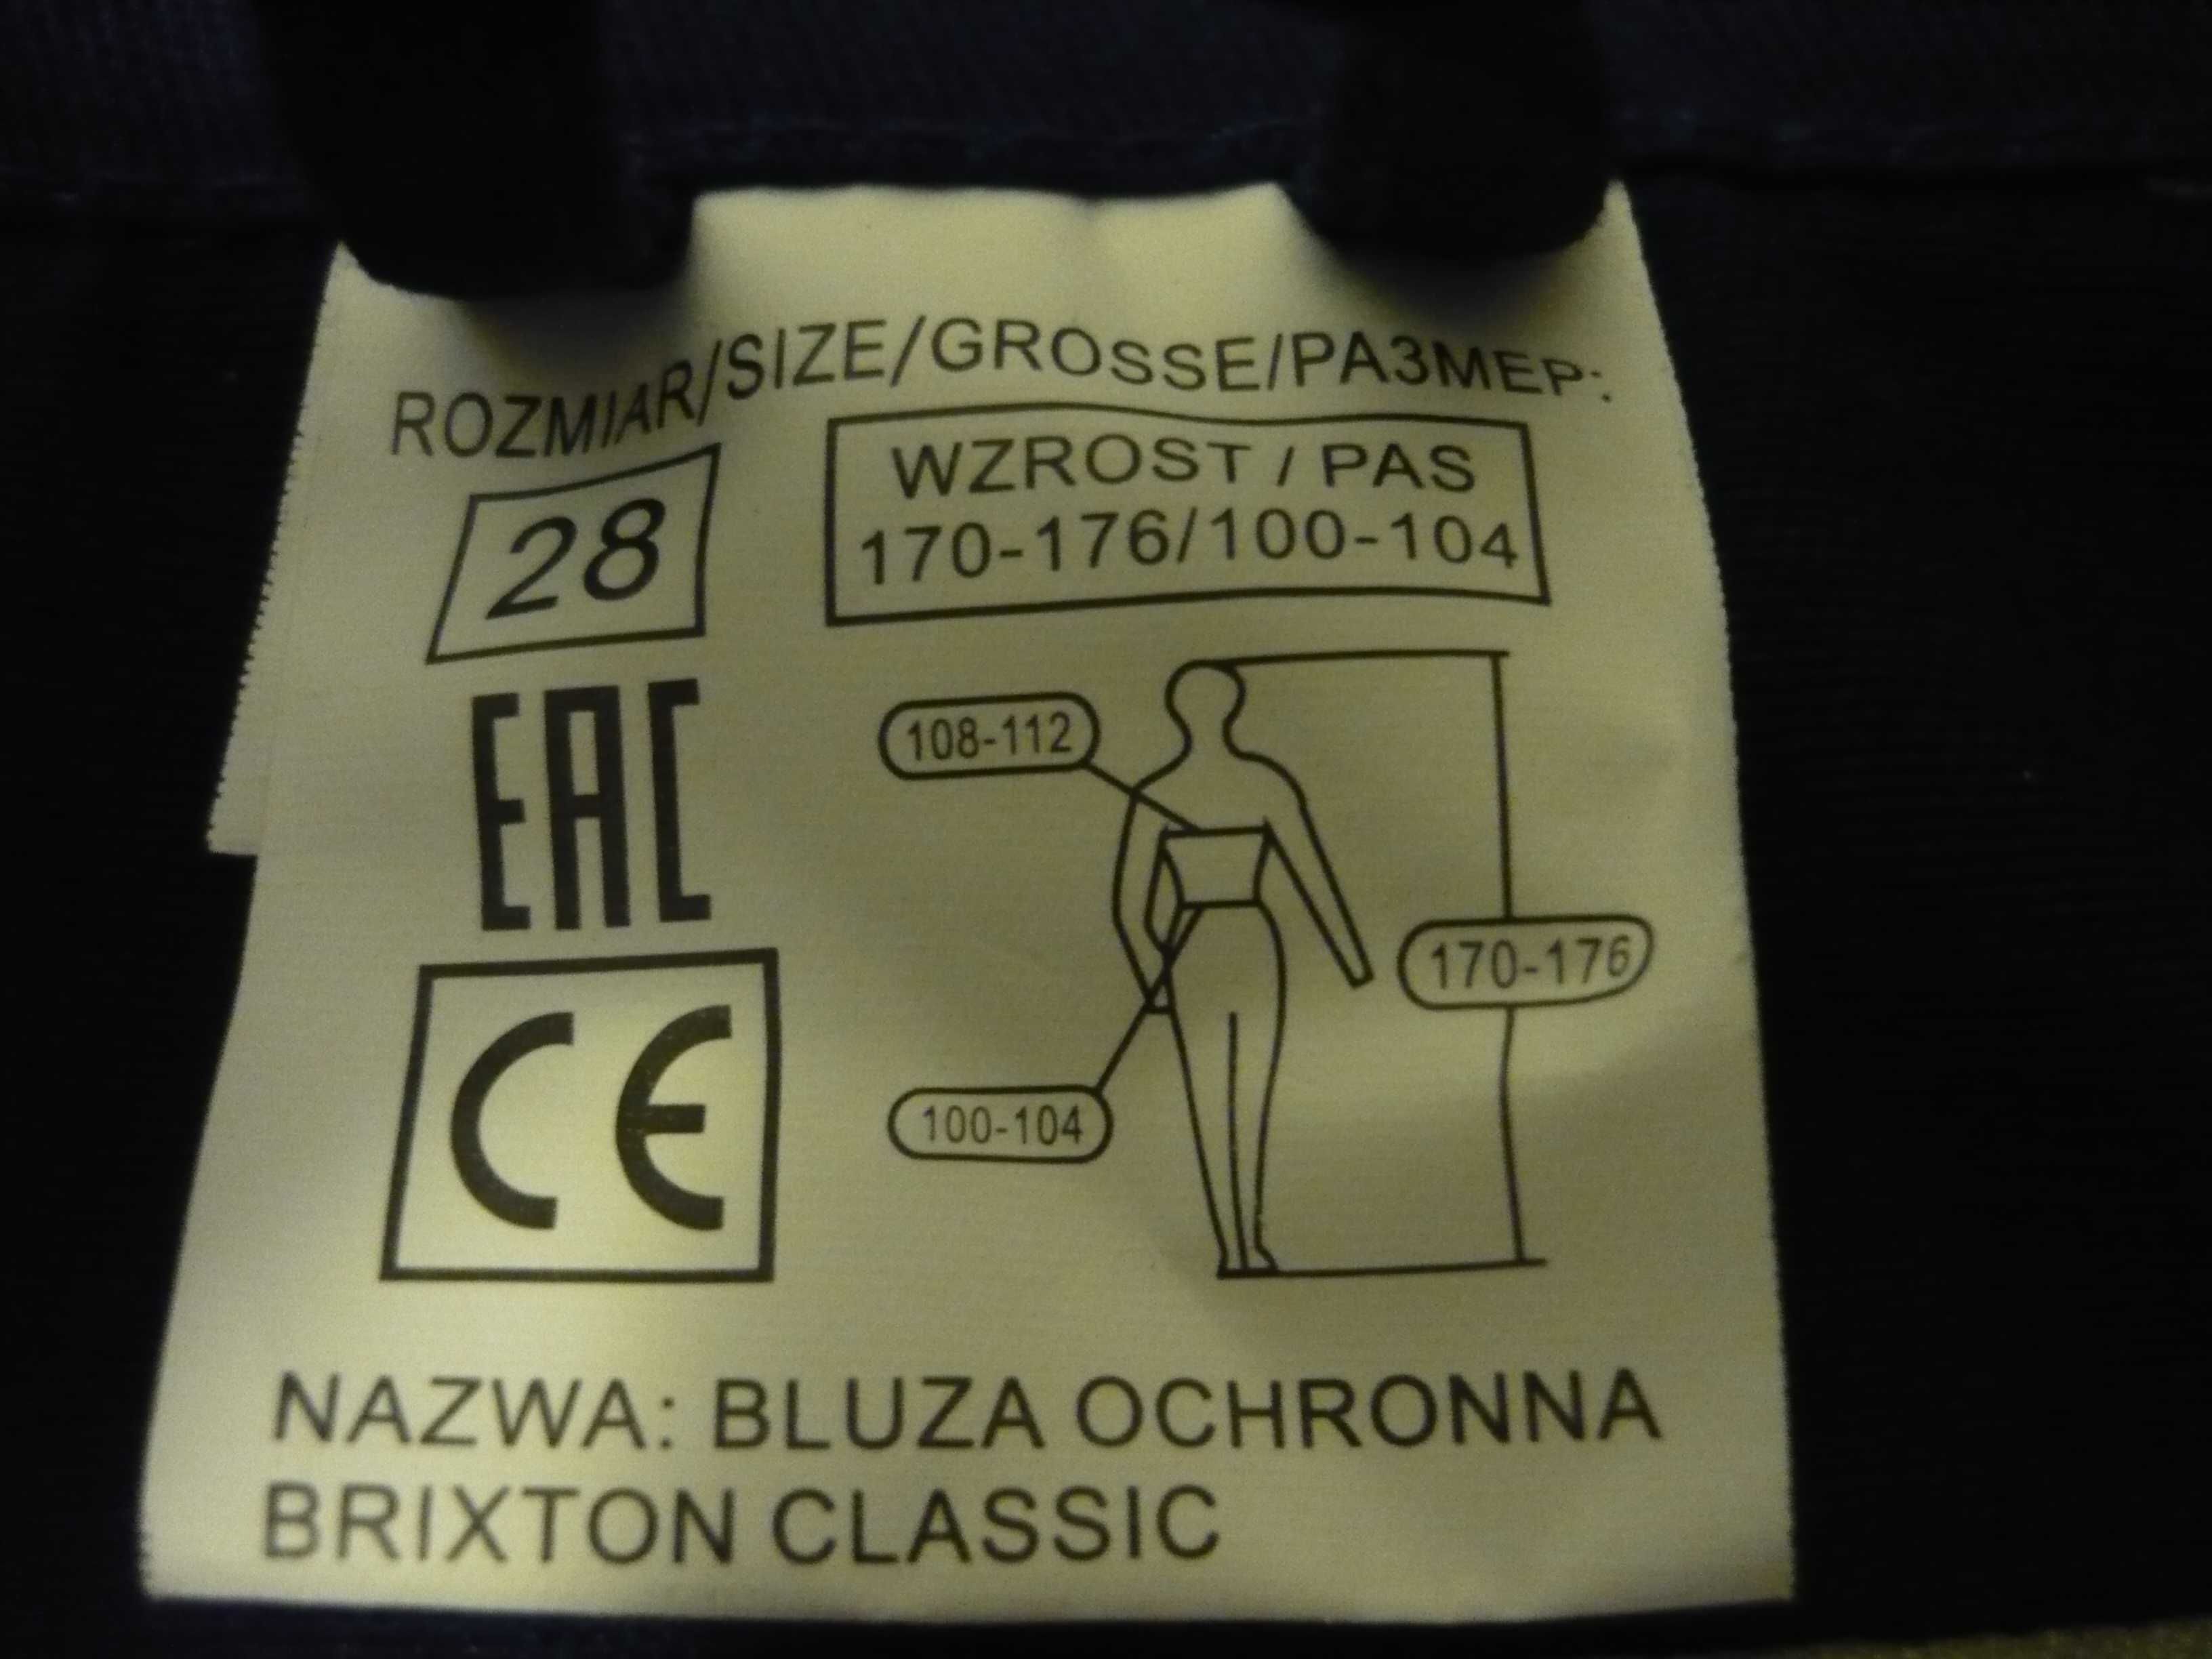 ROZMIAR/SIZE/GROSSE/РАЗМЕР:
28
WZROST / PAS
170-176/100-104
EAC
108-112
170-176
CE
100-104
NAZWA: BLUZA OCHRONNA
BRIXTON CLASSIC